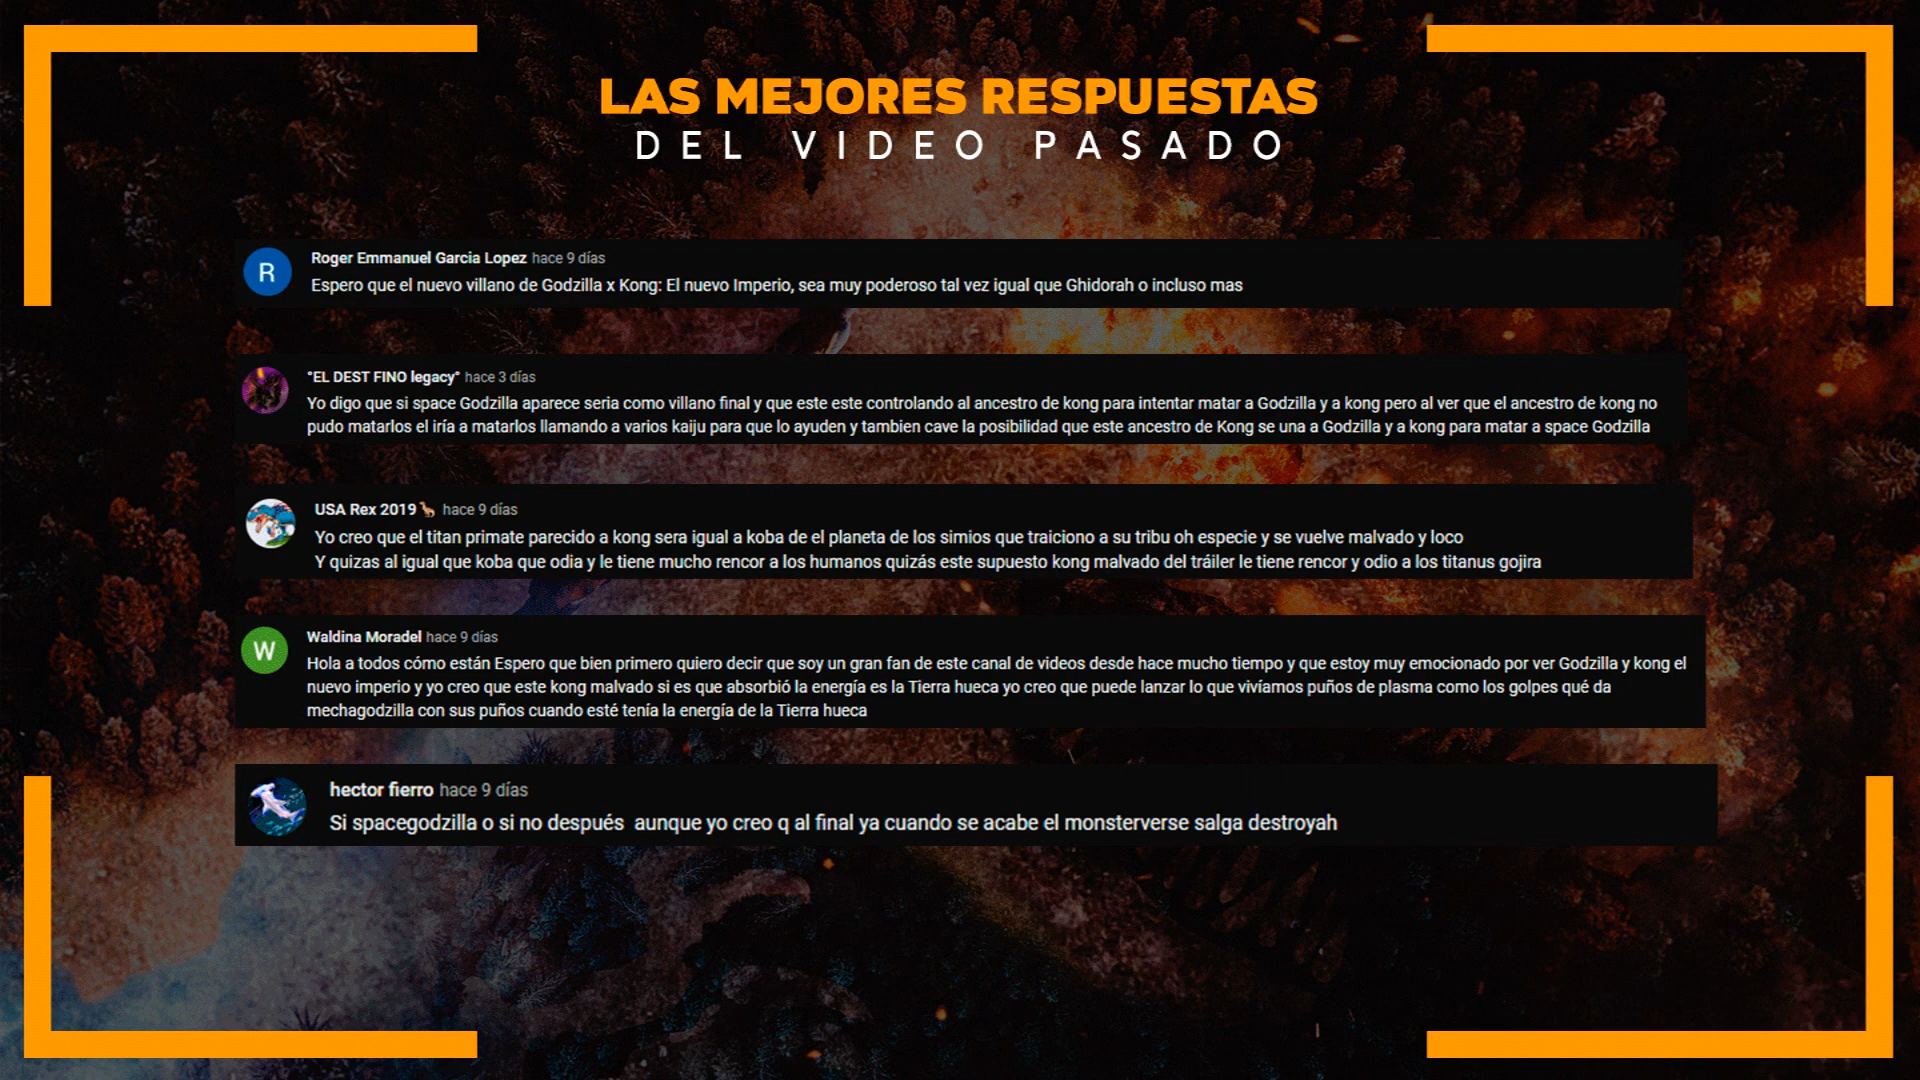 LAS MEJORES RESPUESTAS
DEL VIDEO PASADO
R
Roger Emmanuel Garcia Lopez hace 9 días
Espero que el nuevo villano de Godzilla x Kong: El nuevo Imperio, sea muy poderoso tal vez igual que Ghidorah o incluso mas
°EL DEST FINO legacy° hace 3 días
Yo digo que si space Godzilla aparece seria como villano final y que este este controlando al ancestro de kong para intentar matar a Godzilla y a kong pero al ver que el ancestro de kong no
pudo matarlos el iría a matarlos llamando a varios kaiju para que lo ayuden y tambien cave la posibilidad que este ancestro de Kong se una a Godzilla y a kong para matar a space Godzilla
USA Rex 2019🦕 hace 9 días
Yo creo que el titan primate parecido a kong sera igual a koba de el planeta de los simios que traiciono a su tribu oh especie y se vuelve malvado y loco
Y quizas al igual que koba que odia y le tiene mucho rencor a los humanos quizás este supuesto kong malvado del tráiler le tiene rencor y odio a los titanus gojira
W
Waldina Moradel hace 9 días
Hola a todos cómo están Espero que bien primero quiero decir que soy un gran fan de este canal de videos desde hace mucho tiempo y que estoy muy emocionado por ver Godzilla y kong el
nuevo imperio y yo creo que este kong malvado si es que absorbió la energía es la Tierra hueca yo creo que puede lanzar lo que vivíamos puños de plasma como los golpes qué da
mechagodzilla con sus puños cuando esté tenía la energía de la Tierra hueca
hector fierro hace 9 días
Si spacegodzilla o si no después aunque yo creo q al final ya cuando se acabe el monsterverse salga destroyah